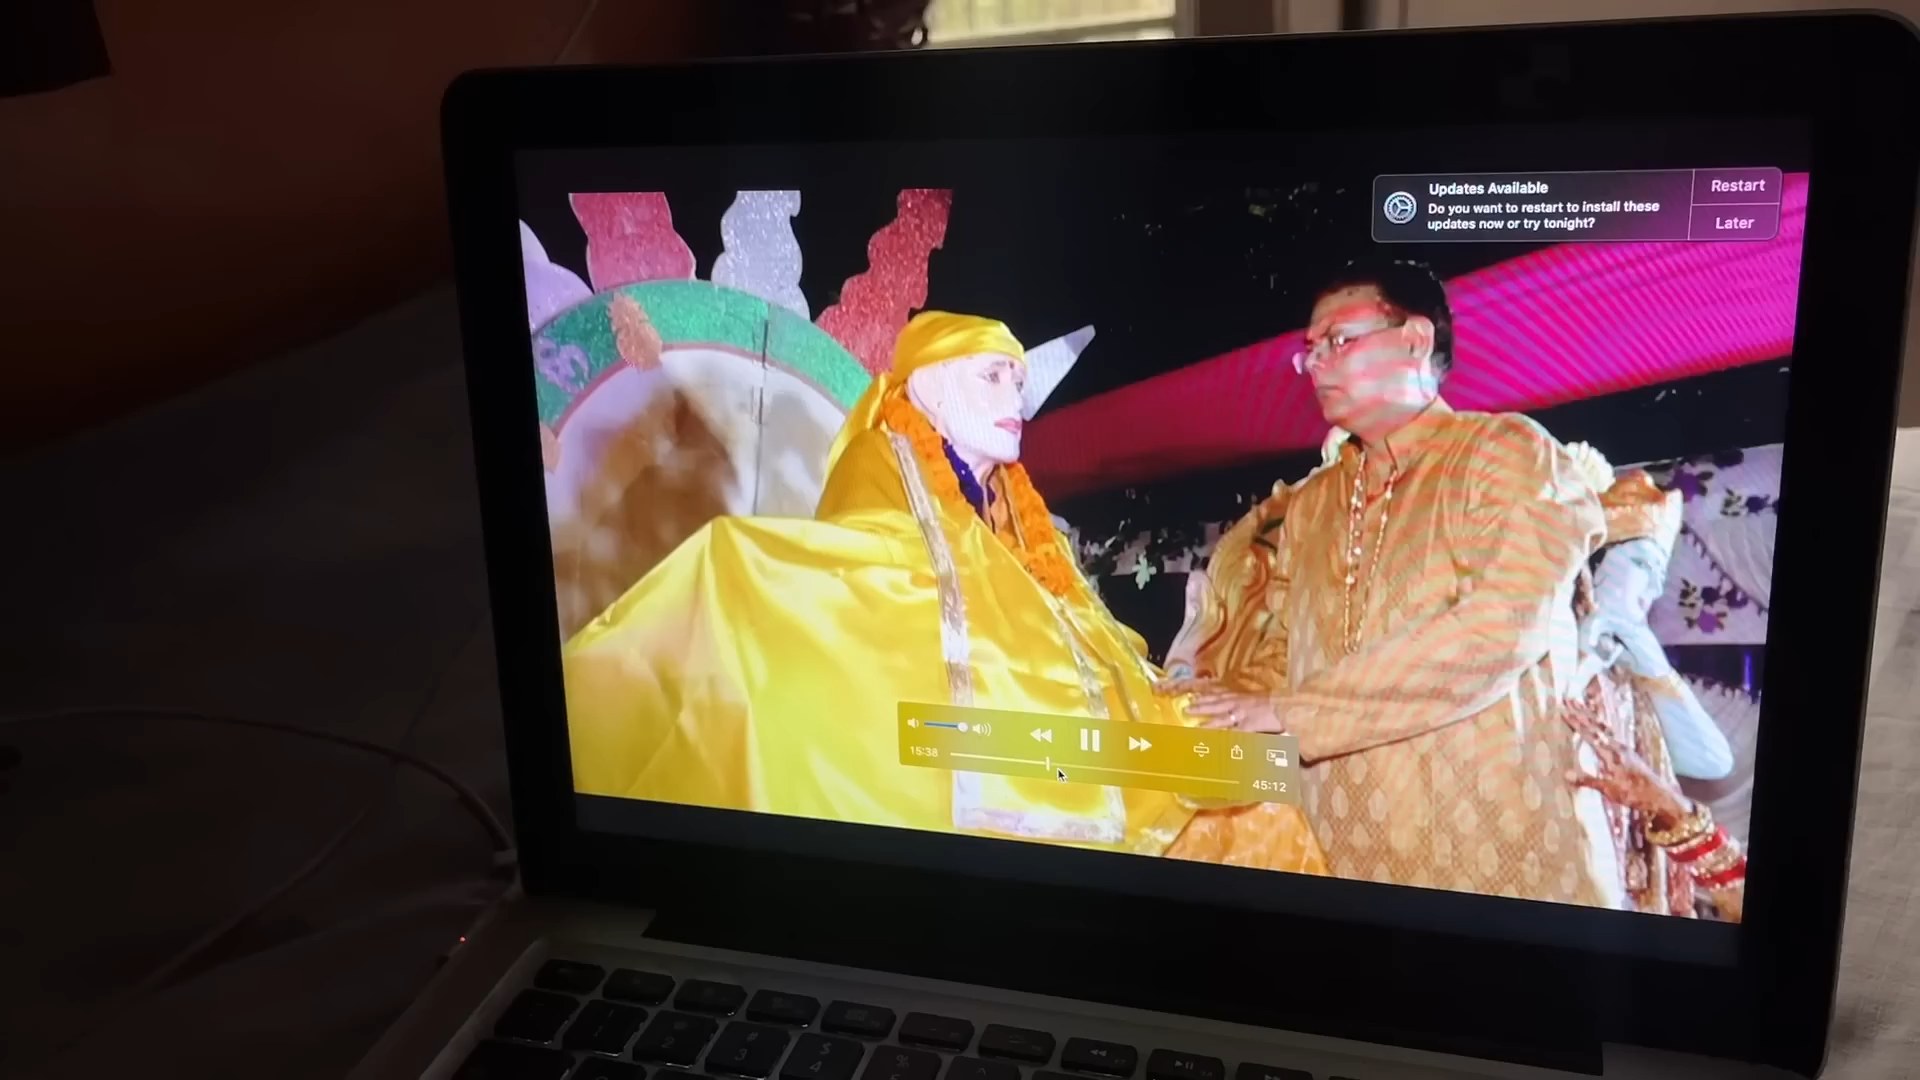 Updates Available
Restart
Do you want to restart to install these
updates now or try tonight?
Later
15:38
45:12